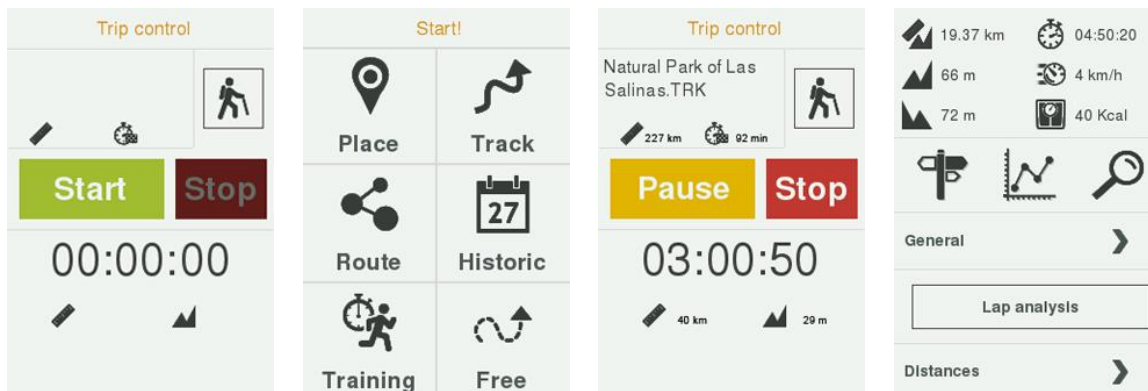 Trip control
Start
Stop
00:00:00
Start!
Place
Track
Route
27
Historic
Training
Free
Trip control
Natural Park of Las
Salinas.TRK
227 km
92 min
Pause
Stop
03:00:50
40 km
29 m
19.37 km
04:50:20
66 m
4 km/h
72 m
40 Kcal
General
Lap analysis
Distances